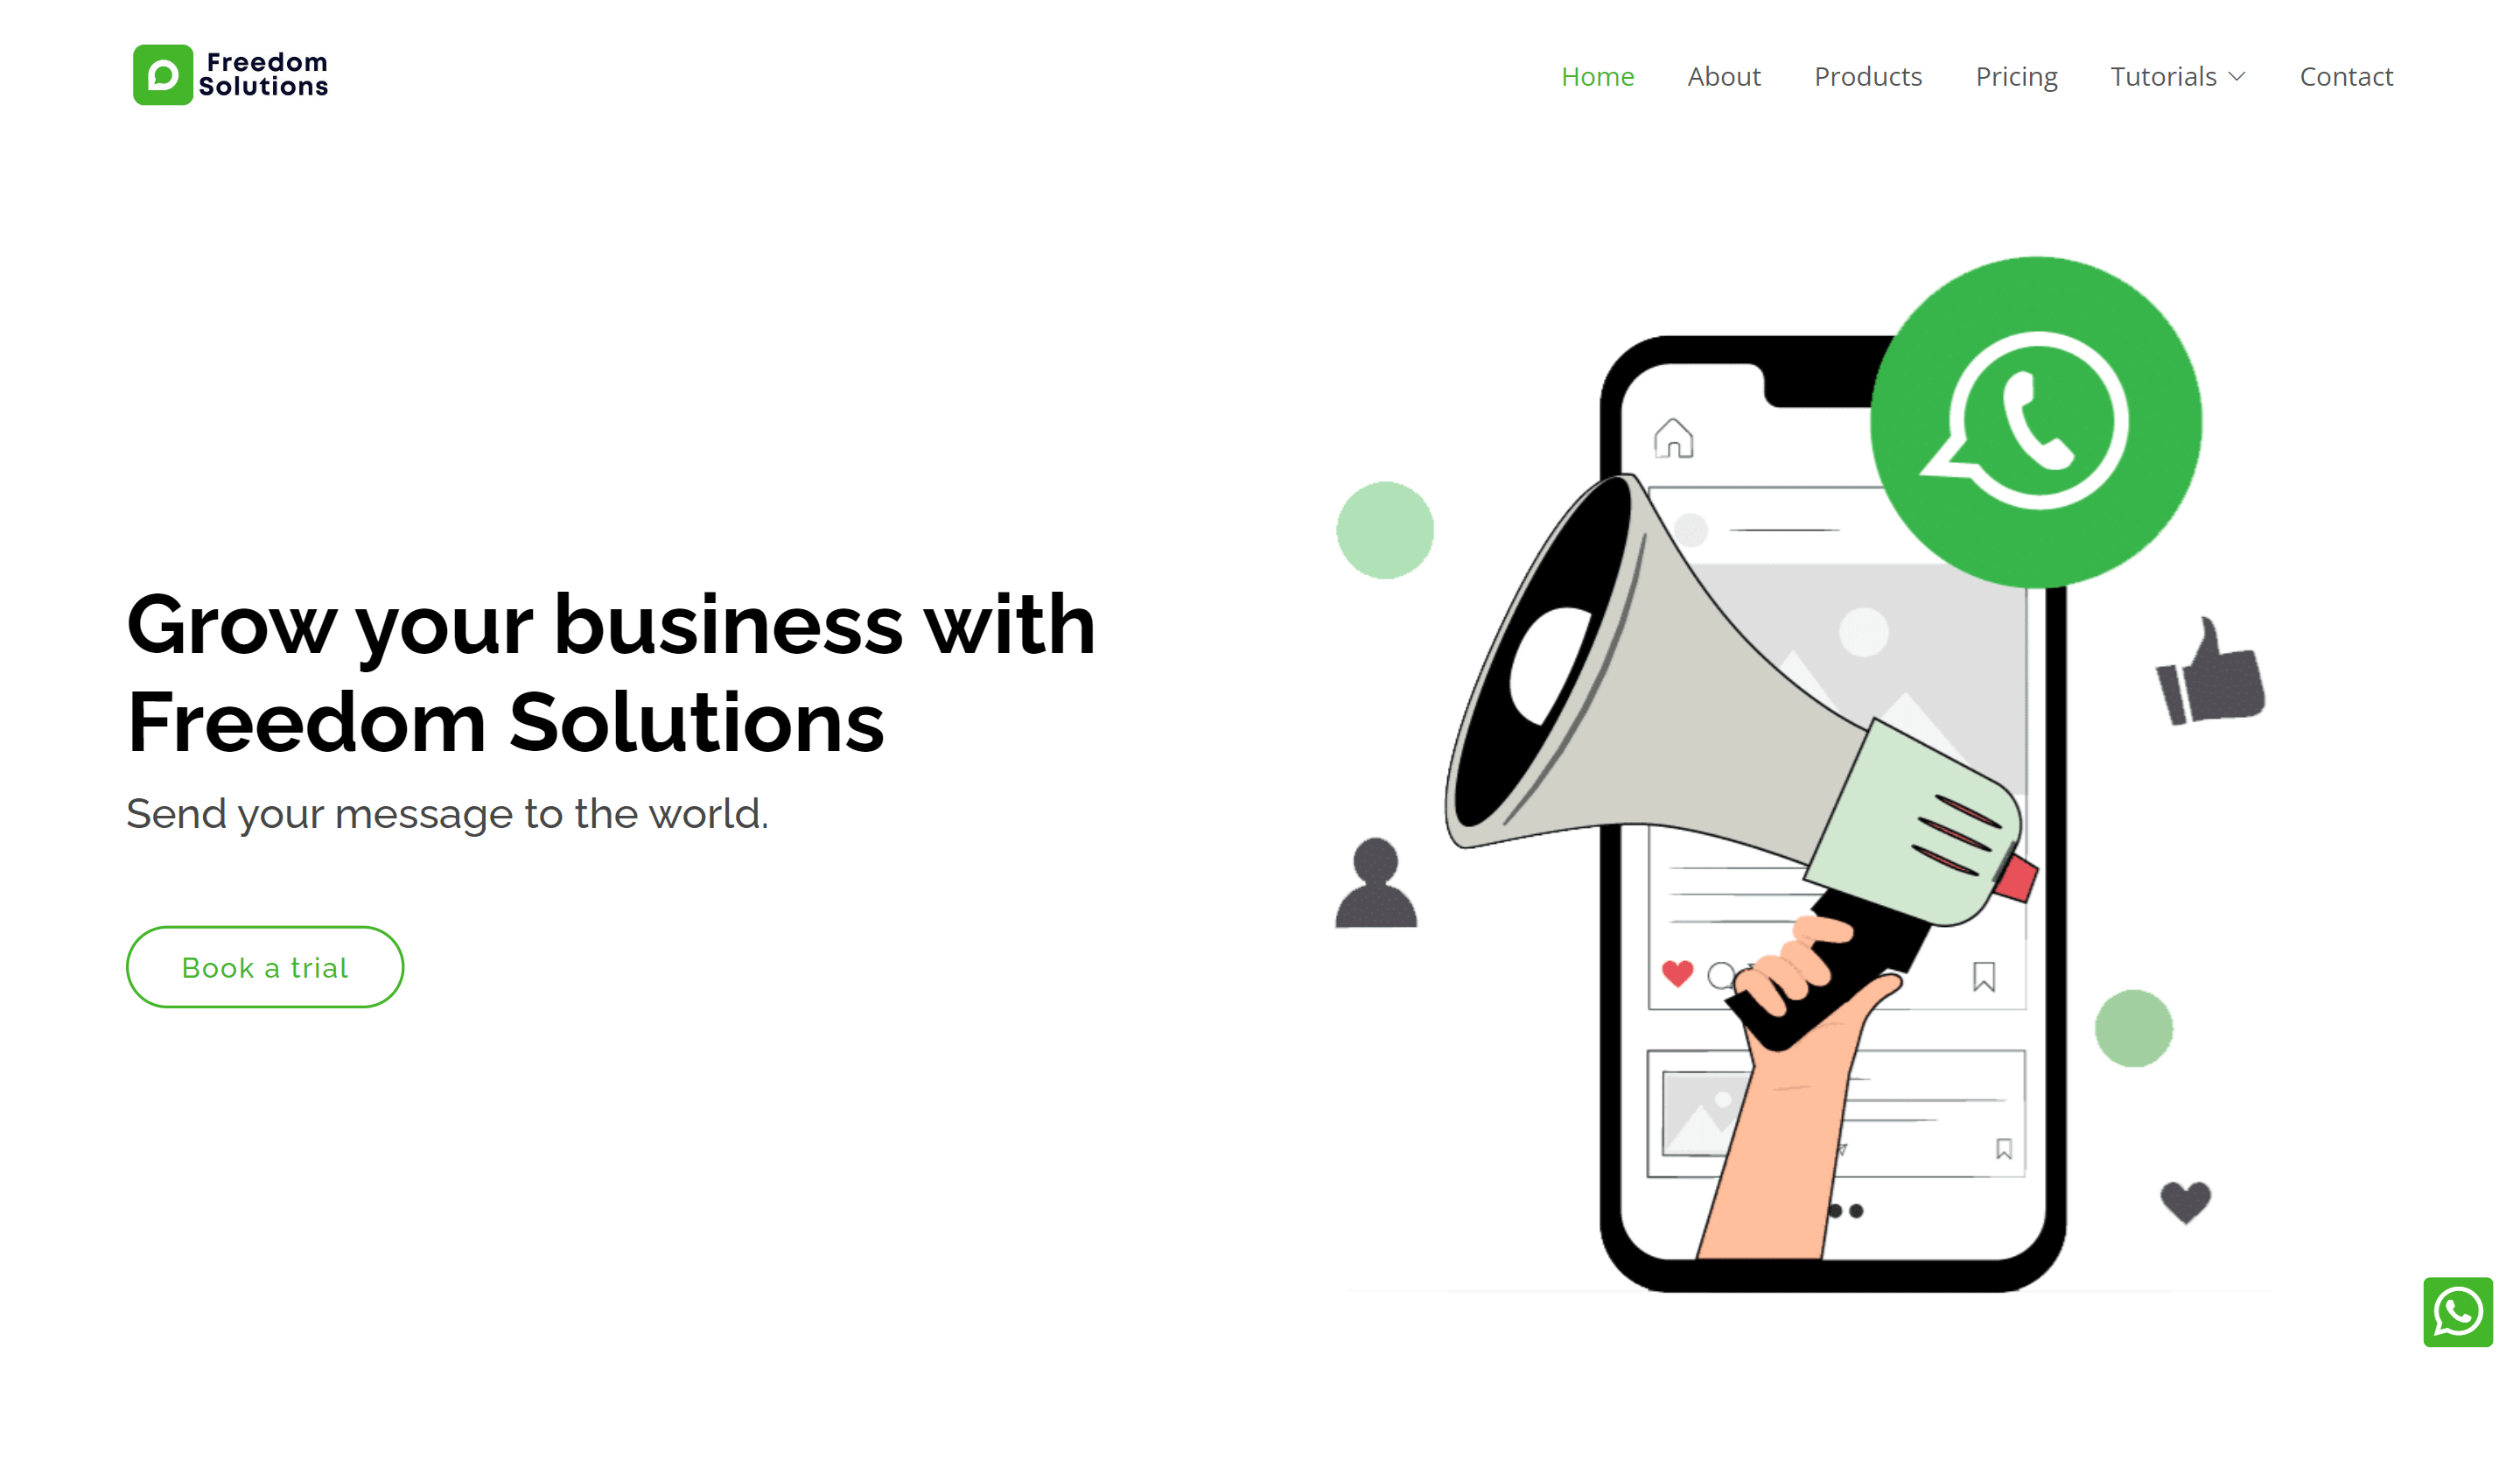 Freedom
Solutions
Home About Products Pricing Tutorials Contact
Grow your business with
Freedom Solutions
Send your message to the world.
Book a trial